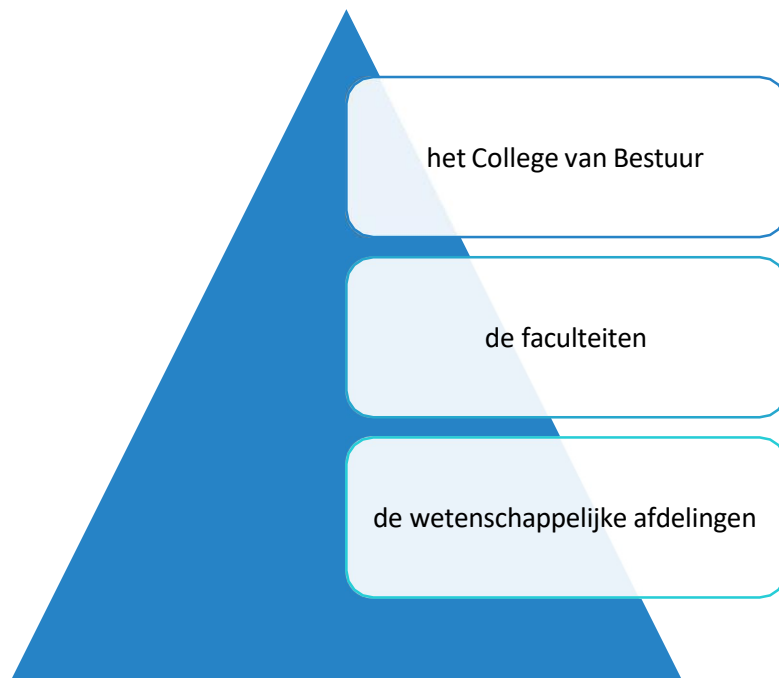 het College van Bestuur
de faculteiten
de wetenschappelijke afdelingen